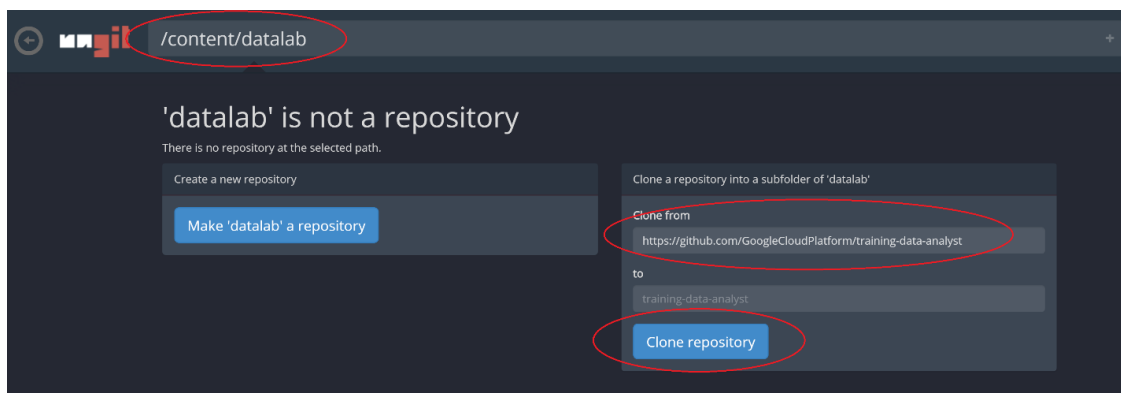 ungit
/content/datalab
+
'datalab' is not a repository
There is no repository at the selected path.
Create a new repository
Make 'datalab' a repository
Clone a repository into a subfolder of 'datalab'
Clone from
https://github.com/GoogleCloudPlatform/training-data-analyst
to
training-data-analyst
Clone repository